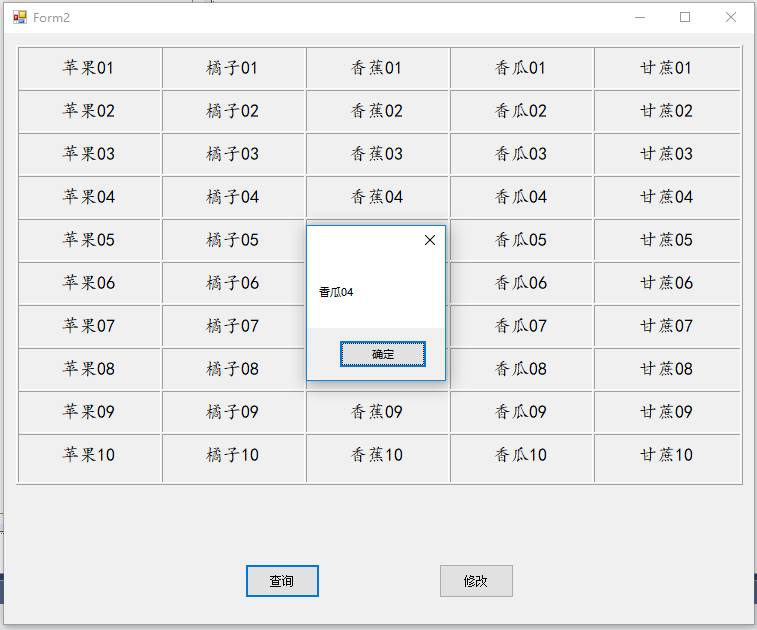 Form2
苹果01 橘子01 香蕉01 香瓜01 甘蔗01
苹果02 橘子02 香蕉02 香瓜02 甘蔗02
苹果03 橘子03 香蕉03 香瓜03 甘蔗03
苹果04 橘子04 香蕉04 香瓜04 甘蔗04
苹果05 橘子05 香瓜05 甘蔗05
苹果06 橘子06 香瓜06 甘蔗06
香瓜04
苹果07 橘子07 香瓜07 甘蔗07
确定
苹果08 橘子08 香瓜08 甘蔗08
苹果09 橘子09 香蕉09 香瓜09 甘蔗09
苹果10 橘子10 香蕉10 香瓜10 甘蔗10
查询 修改